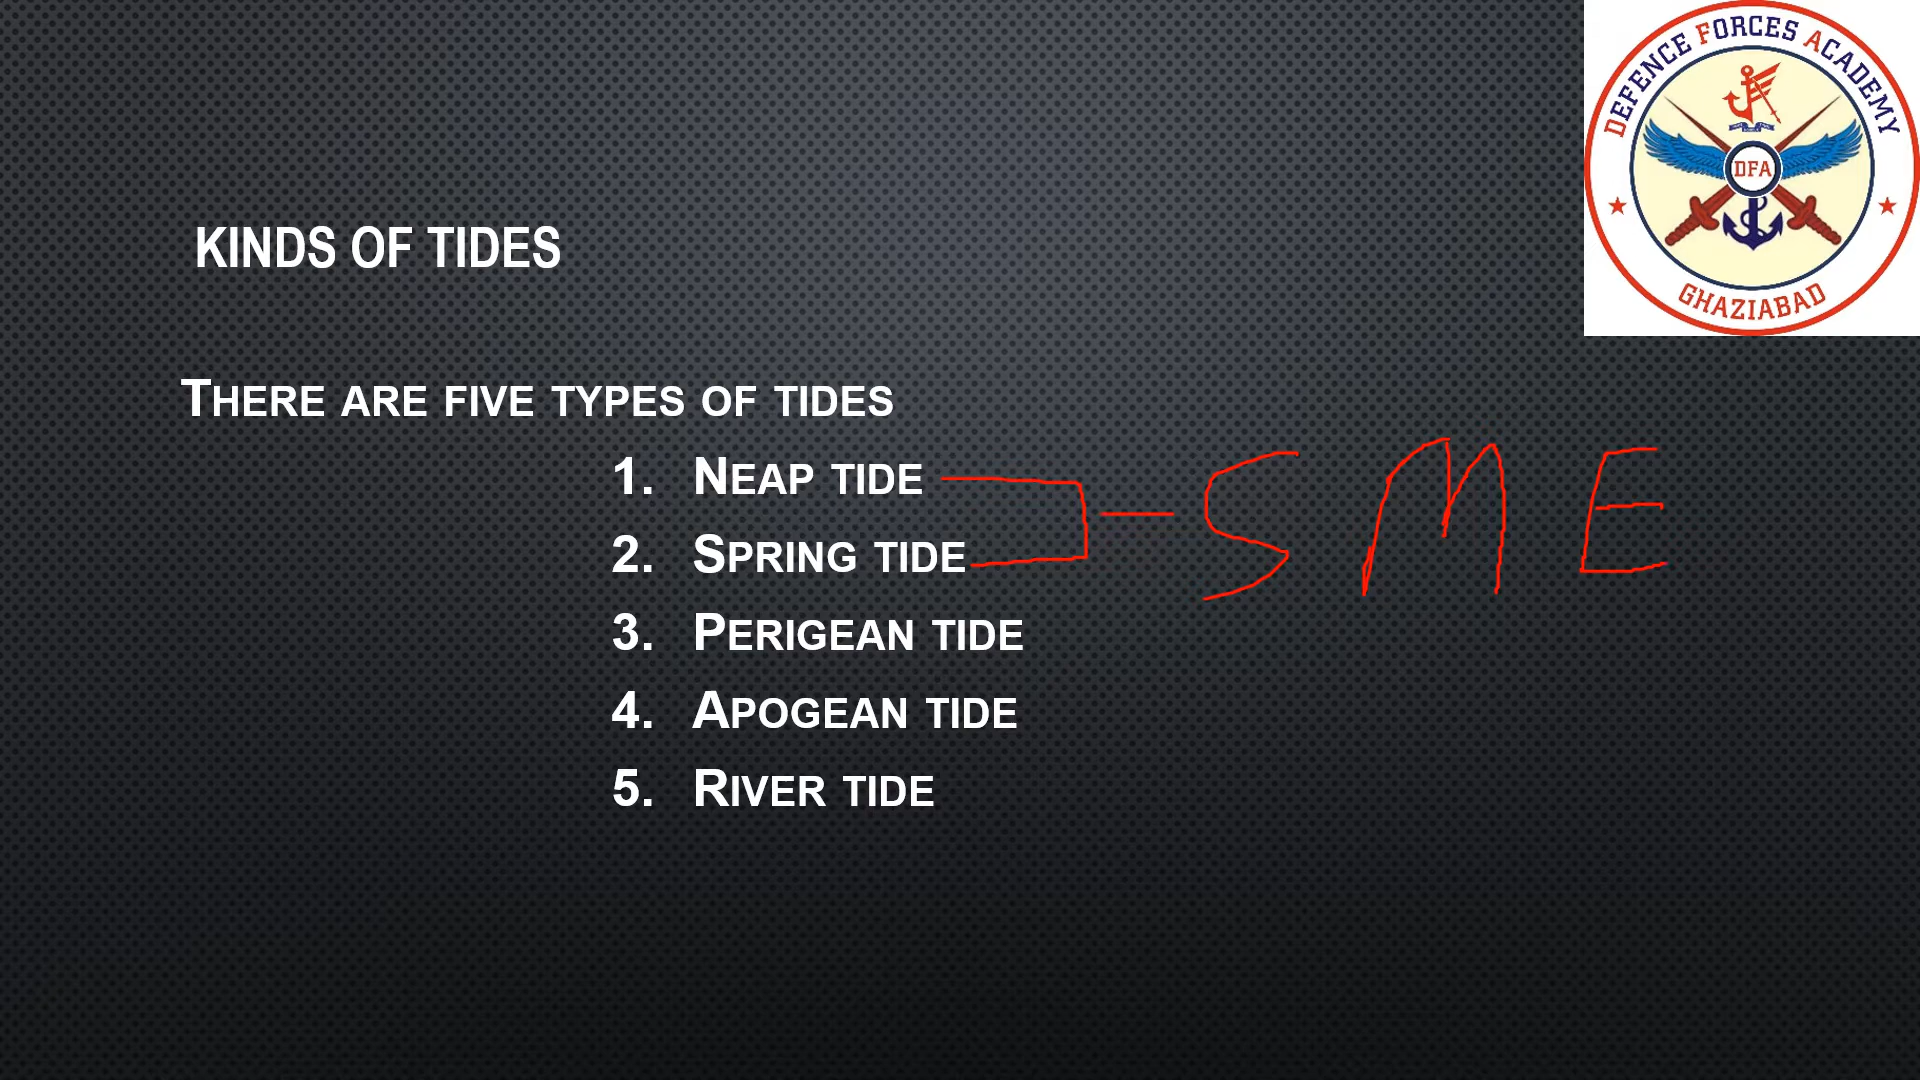 DEFENCE FORCES ACADEMY
DFA
GHAZIABAD
KINDS OF TIDES
THERE ARE FIVE TYPES OF TIDES
1. NEAP TIDE
2. SPRING TIDE
S M E
3. PERIGEAN TIDE
4. APOGEAN TIDE
5. RIVER TIDE